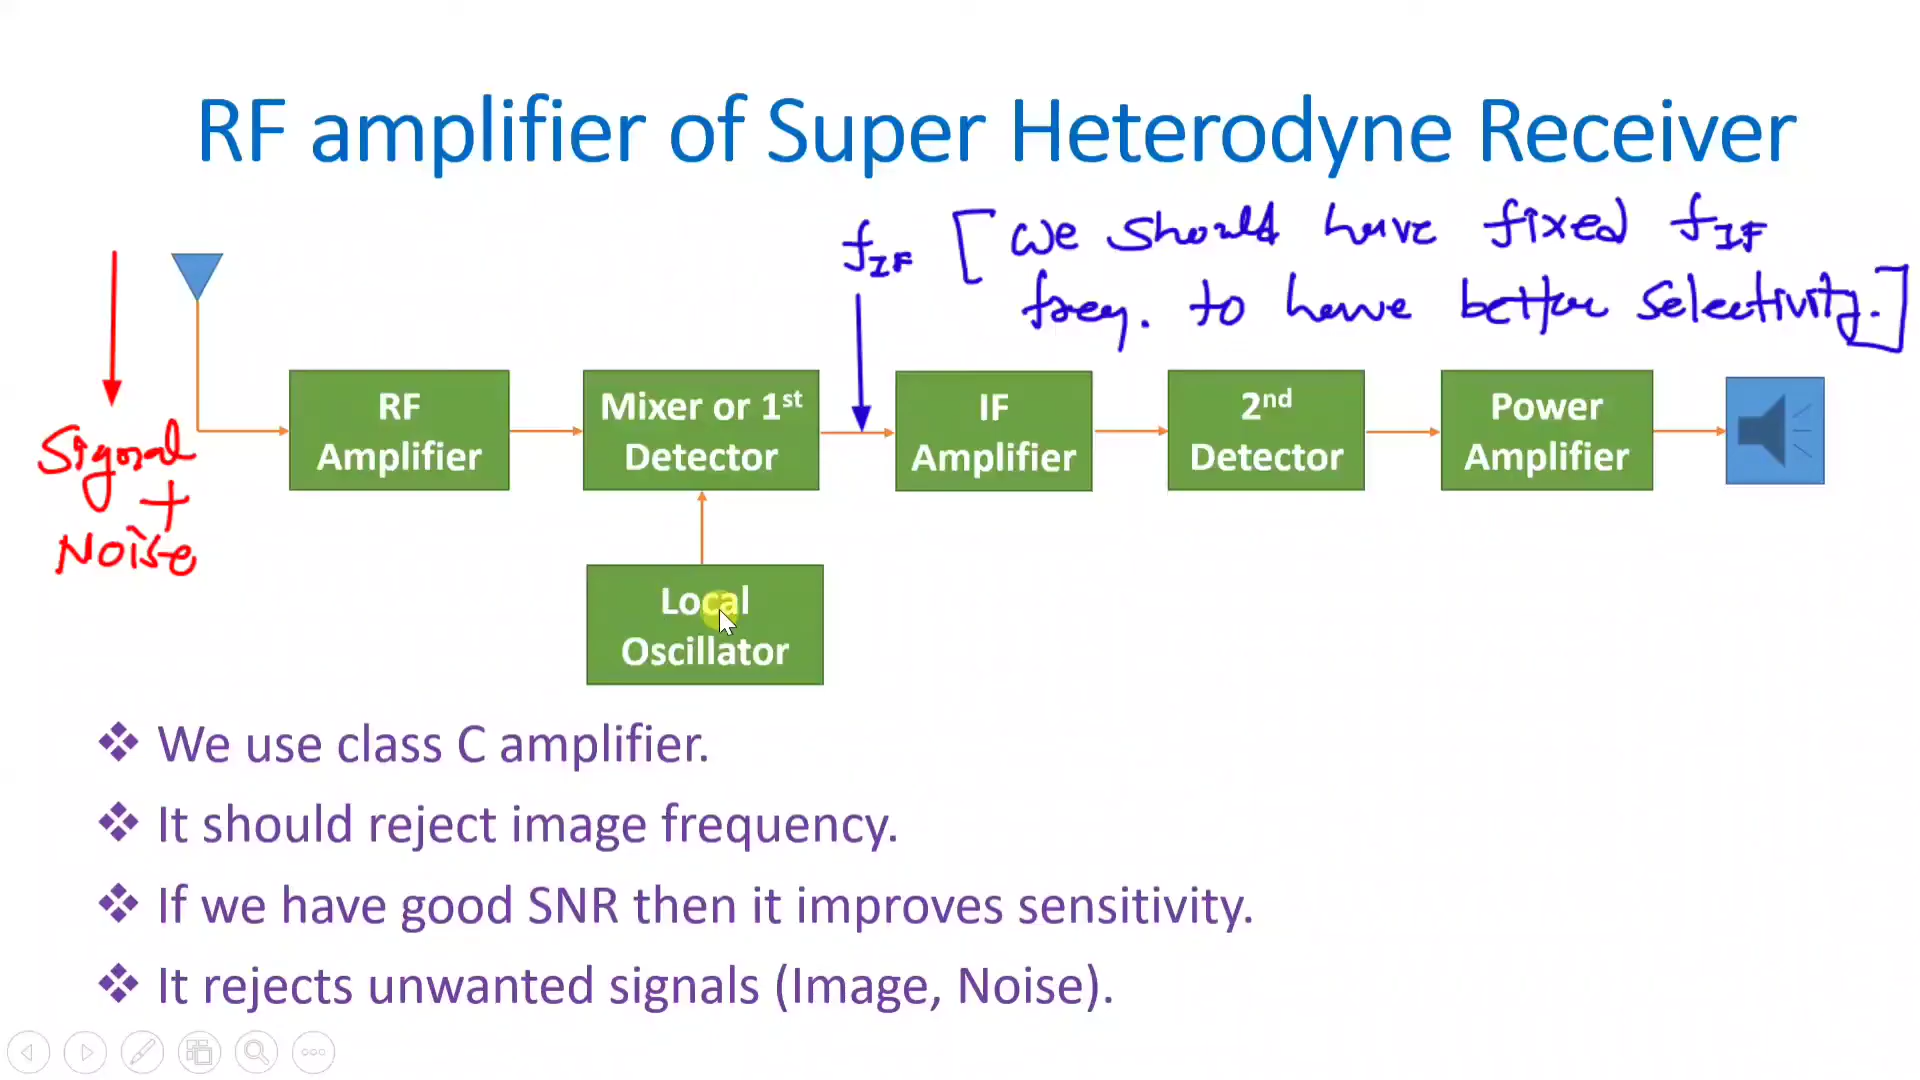 RF amplifier of Super Heterodyne Receiver
fIF [We should have fixed fIF
freq. to have better selectivity.]
RF
Amplifier
Mixer or 1st
Detector
IF
Amplifier
2nd
Detector
Power
Amplifier
Signal
+
Noise
Local
Oscillator
❖ We use class C amplifier.
❖ It should reject image frequency.
❖ If we have good SNR then it improves sensitivity.
❖ It rejects unwanted signals (Image, Noise).